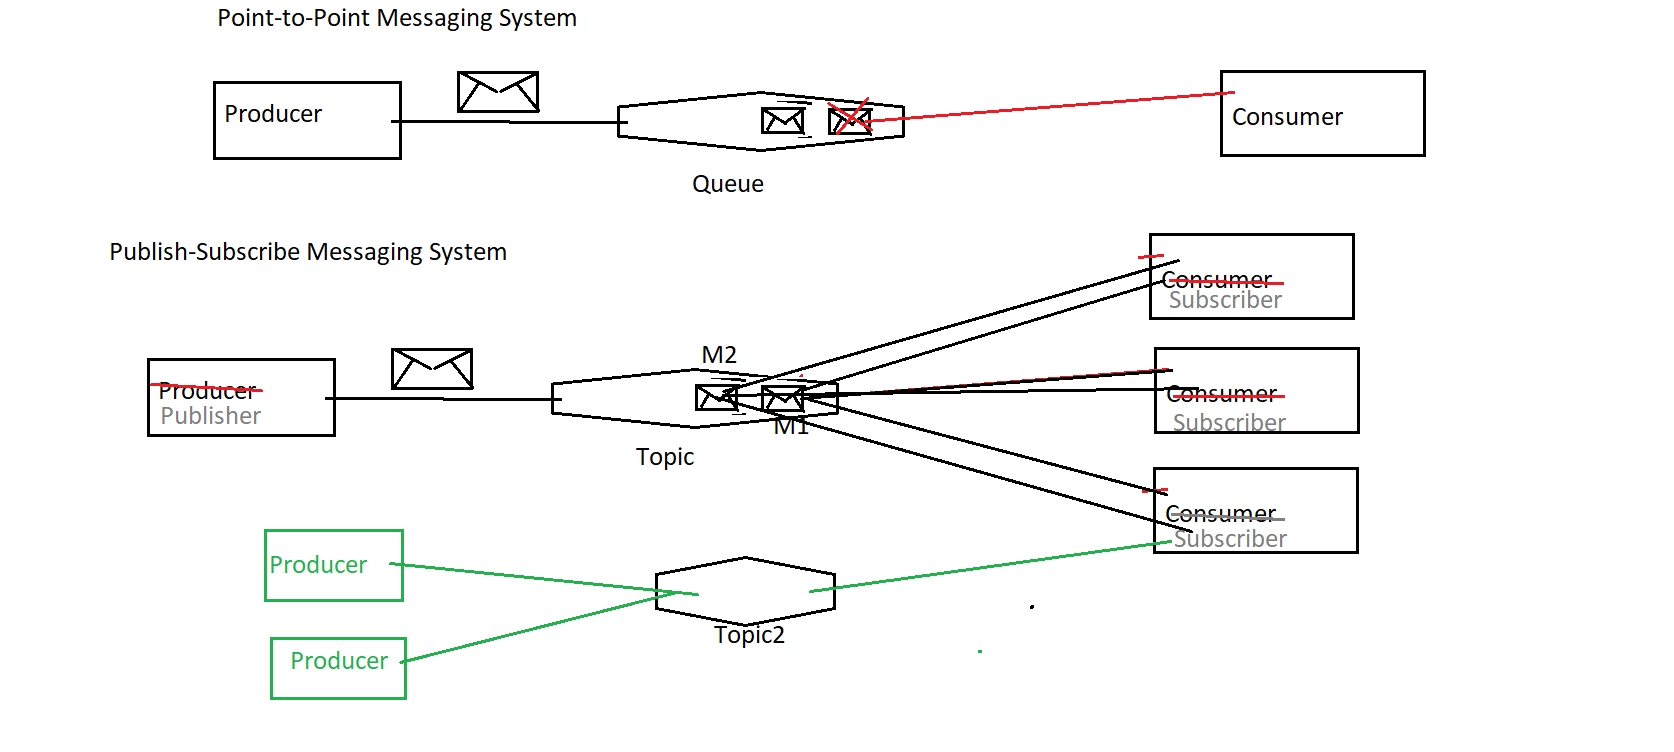 Point-to-Point Messaging System
Producer
Consumer
Queue
Publish-Subscribe Messaging System
Consumer
Subscriber
M2
Producer
Publisher
Consumer
Subscriber
M1
Topic
Consumer
Subscriber
Producer
Topic2
Producer